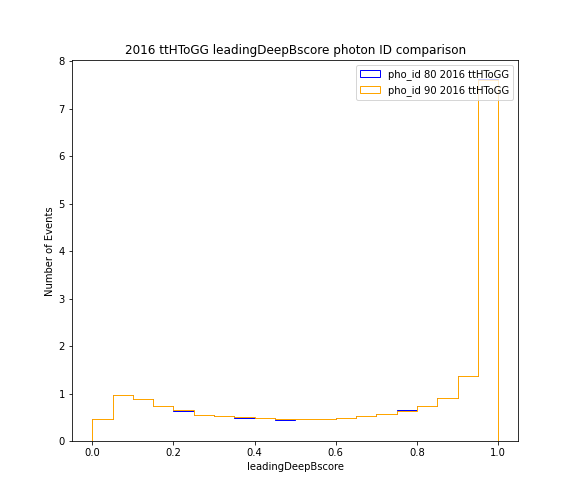 2016 ttHToGG leadingDeepBscore photon ID comparison
pho_id 80 2016 ttHToGG
pho_id 90 2016 ttHToGG
Number of Events
8
7
6
5
4
3
2
1
0
0.0 0.2 0.4 0.6 0.8 1.0
leadingDeepBscore